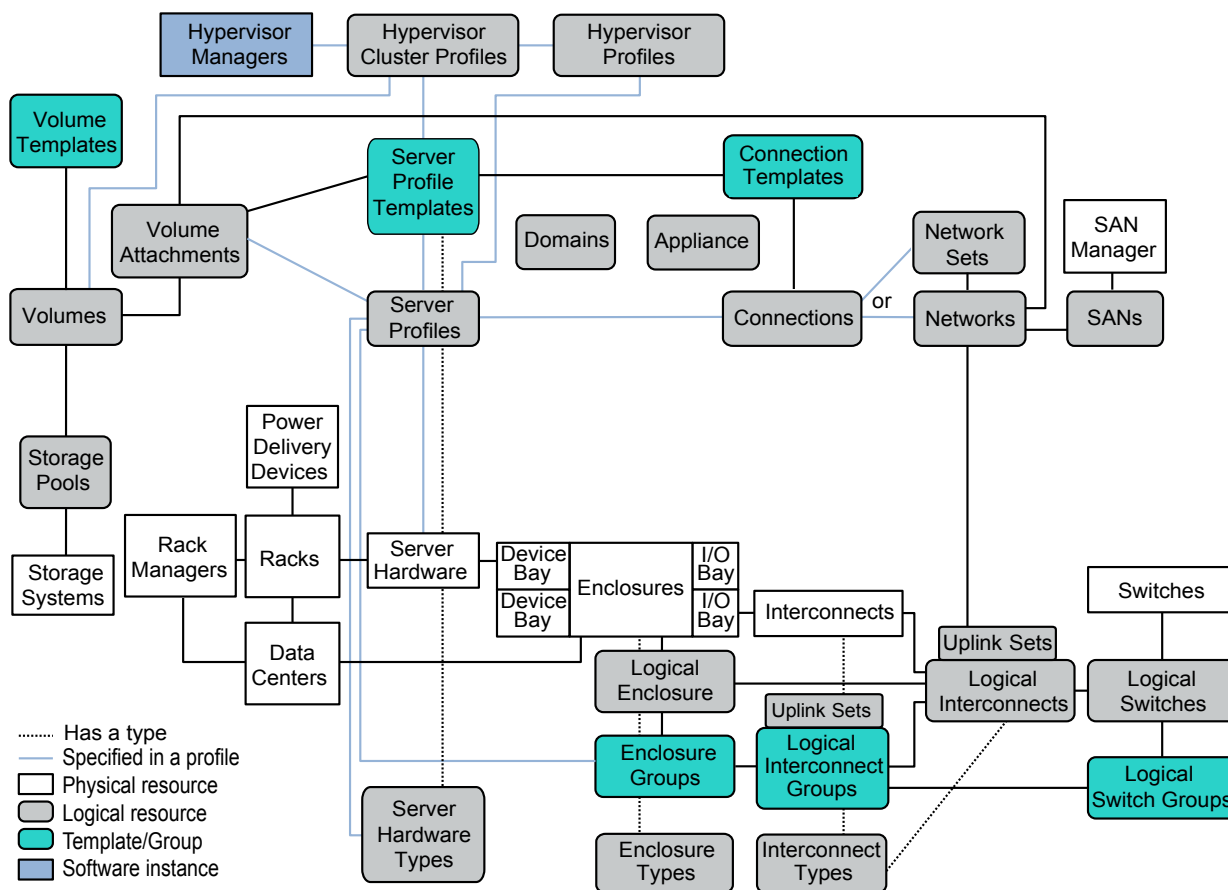 Hypervisor
Managers
Hypervisor
Cluster Profiles
Hypervisor
Profiles
Volume
Templates
Server
Profile
Templates
Connection
Templates
Volume
Attachments
Domains
Appliance
Network
Sets
SAN
Manager
Volumes
Server
Profiles
Connections
or
Networks
SANs
Power
Delivery
Devices
Storage
Pools
Rack
Managers
Racks
Server
Hardware
Device
Bay
Device
Bay
Enclosures
I/O
Bay
I/O
Bay
Interconnects
Switches
Storage
Systems
Data
Centers
Logical
Enclosure
Uplink Sets
Logical
Interconnects
Logical
Switches
Uplink Sets
Logical
Interconnect
Groups
Enclosure
Groups
Logical
Switch Groups
Server
Hardware
Types
Enclosure
Types
Interconnect
Types
Has a type
Specified in a profile
Physical resource
Logical resource
Template/Group
Software instance